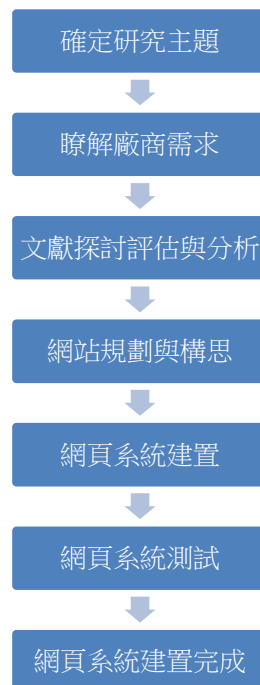 確定研究主題
瞭解廠商需求
文獻探討評估與分析
網站規劃與構思
網頁系統建置
網頁系統測試
網頁系統建置完成